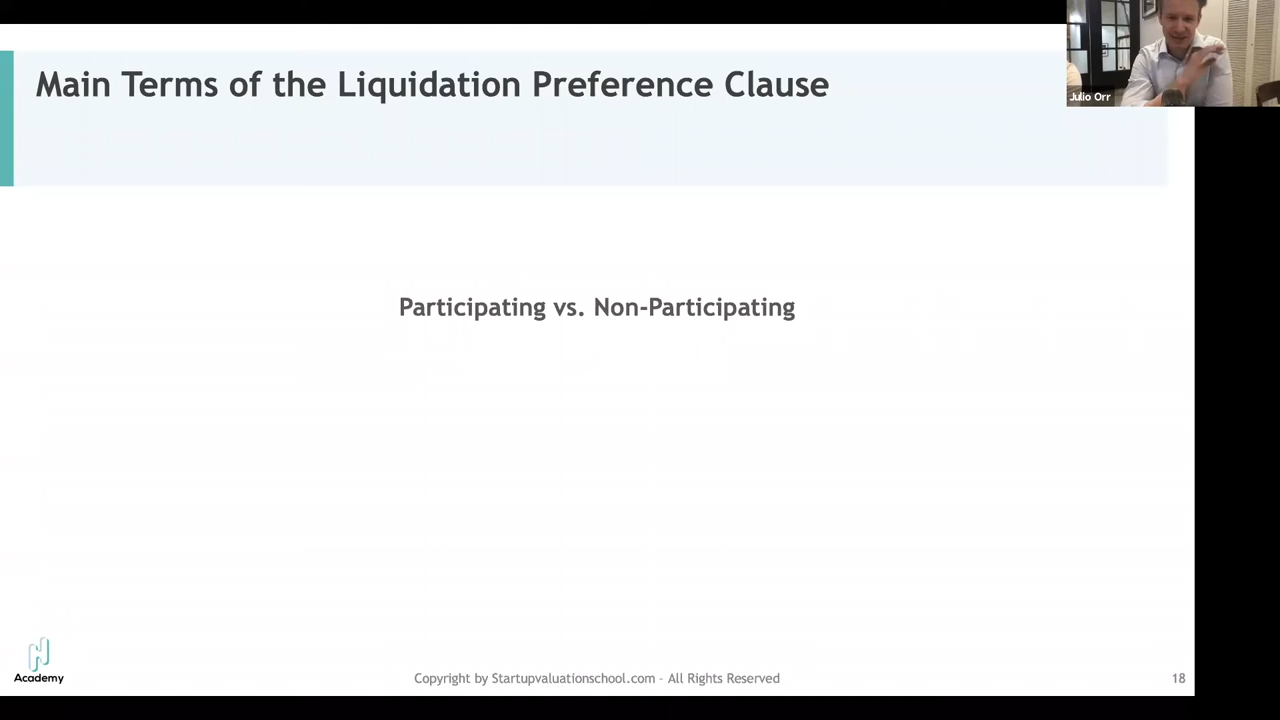 Main Terms of the Liquidation Preference Clause
Julio Orr
Participating vs. Non-Participating
Academy
Copyright by Startupvaluationschool.com – All Rights Reserved
18